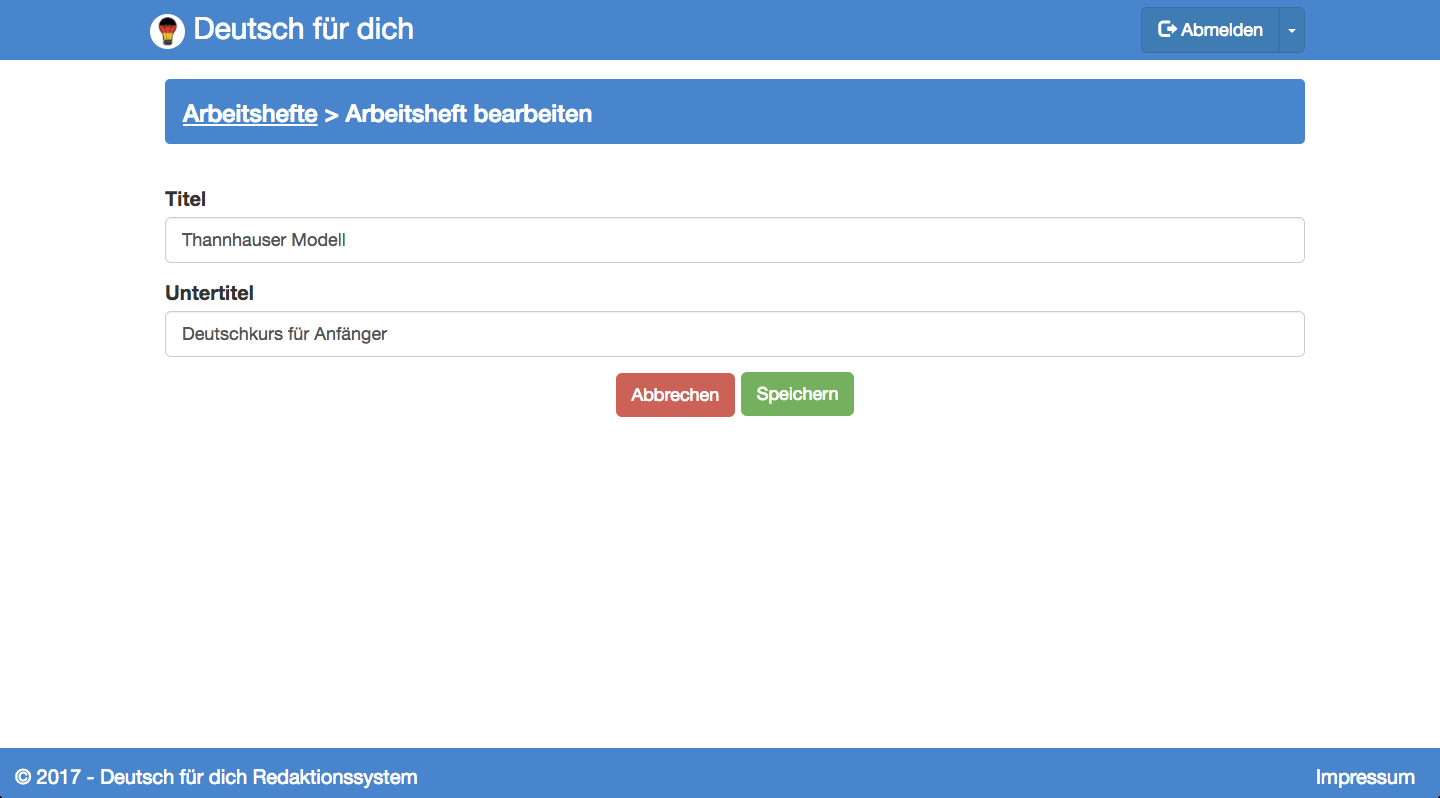 Deutsch für dich
Abmelden
Arbeitshefte > Arbeitsheft bearbeiten
Titel
Thannhauser Modell
Untertitel
Deutschkurs für Anfänger
Abbrechen Speichern
© 2017 - Deutsch für dich Redaktionssystem
Impressum